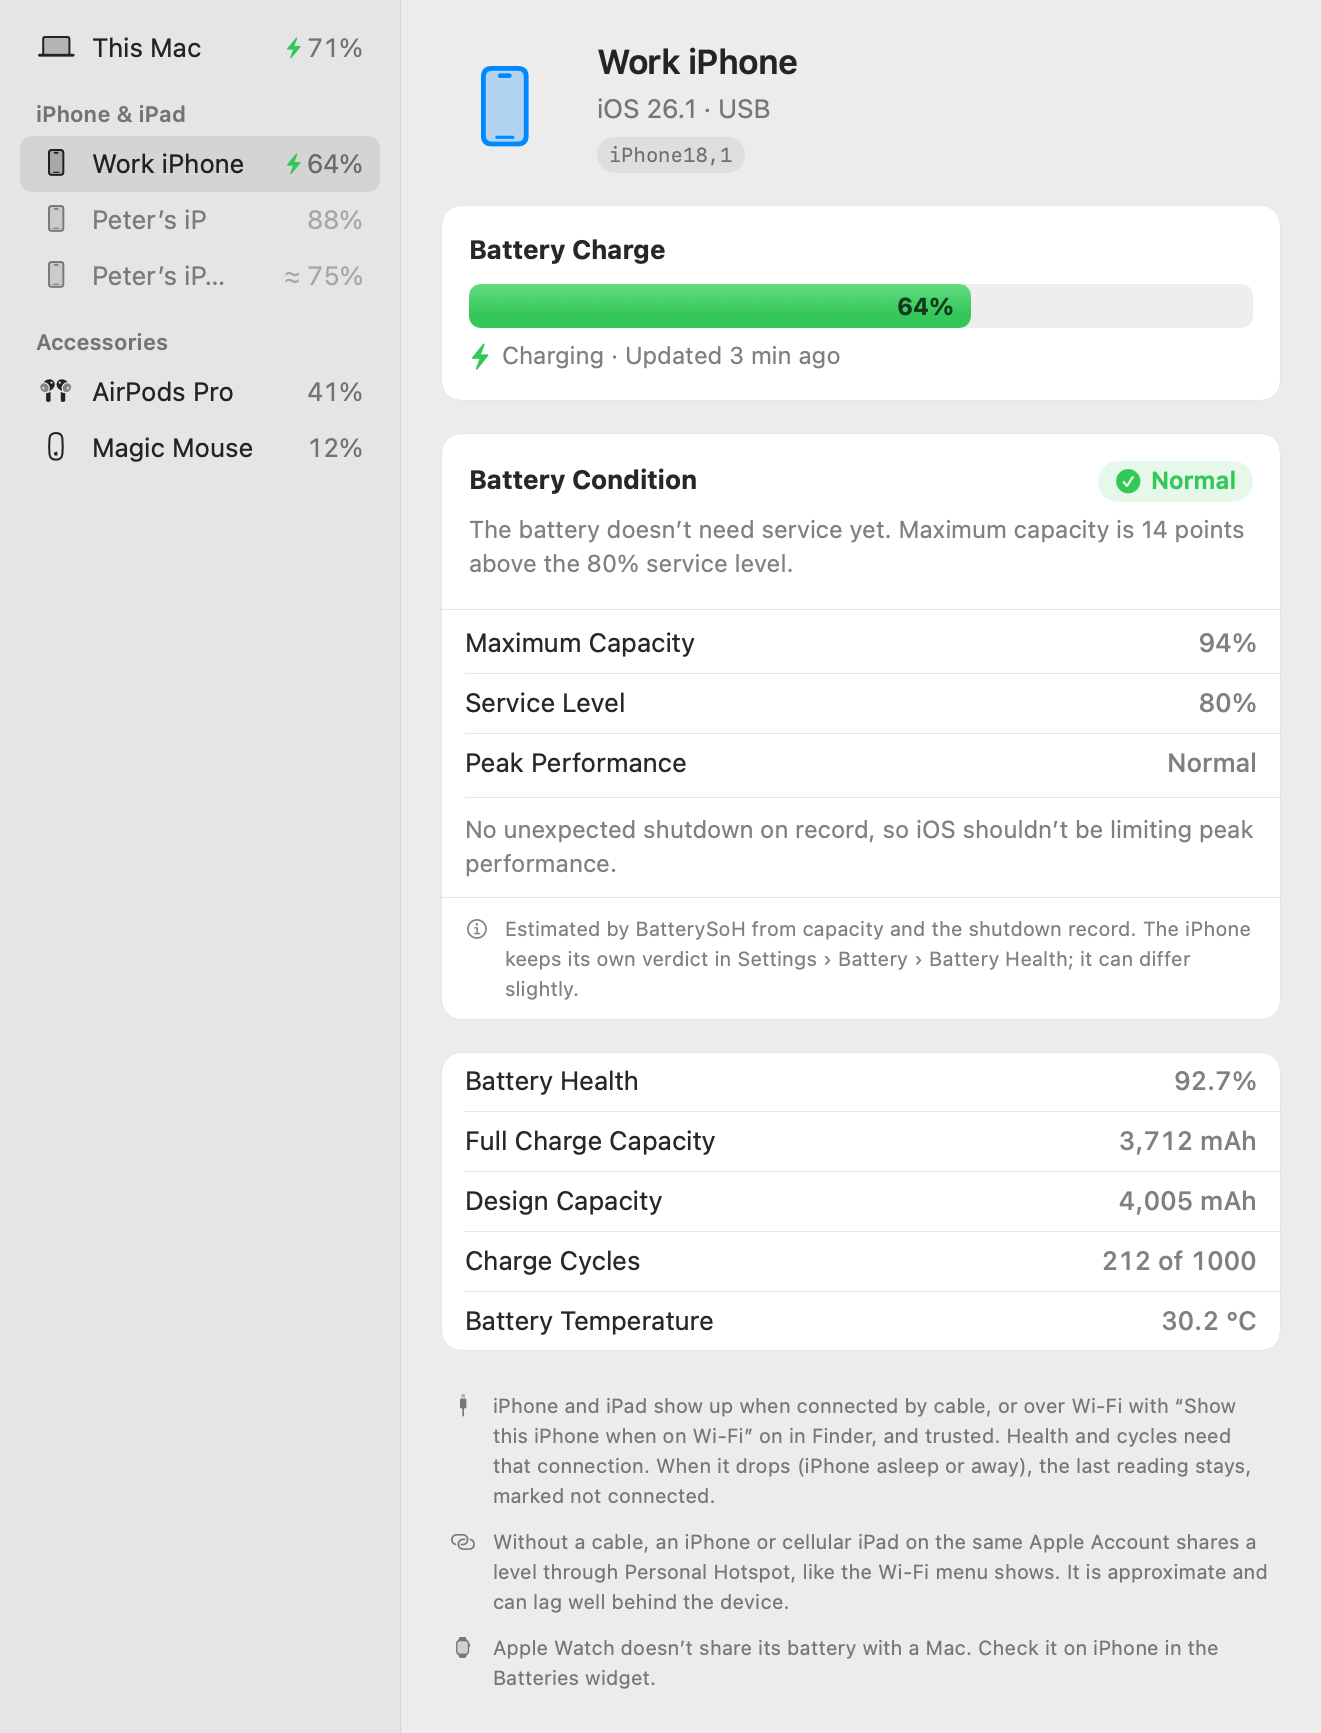 This Mac 71%
iPhone & iPad
Work iPhone 64%
Peter’s iP 88%
Peter’s iP... ≈ 75%
Accessories
AirPods Pro 41%
Magic Mouse 12%
Work iPhone
iOS 26.1 · USB
iPhone18,1
Battery Charge
64%
Charging · Updated 3 min ago
Battery Condition
Normal
The battery doesn’t need service yet. Maximum capacity is 14 points
above the 80% service level.
Maximum Capacity 94%
Service Level 80%
Peak Performance Normal
No unexpected shutdown on record, so iOS shouldn’t be limiting peak
performance.
Estimated by BatterySoH from capacity and the shutdown record. The iPhone
keeps its own verdict in Settings › Battery › Battery Health; it can differ
slightly.
Battery Health 92.7%
Full Charge Capacity 3,712 mAh
Design Capacity 4,005 mAh
Charge Cycles 212 of 1000
Battery Temperature 30.2 °C
iPhone and iPad show up when connected by cable, or over Wi-Fi with “Show
this iPhone when on Wi-Fi” on in Finder, and trusted. Health and cycles need
that connection. When it drops (iPhone asleep or away), the last reading stays,
marked not connected.
Without a cable, an iPhone or cellular iPad on the same Apple Account shares a
level through Personal Hotspot, like the Wi-Fi menu shows. It is approximate and
can lag well behind the device.
Apple Watch doesn’t share its battery with a Mac. Check it on iPhone in the
Batteries widget.